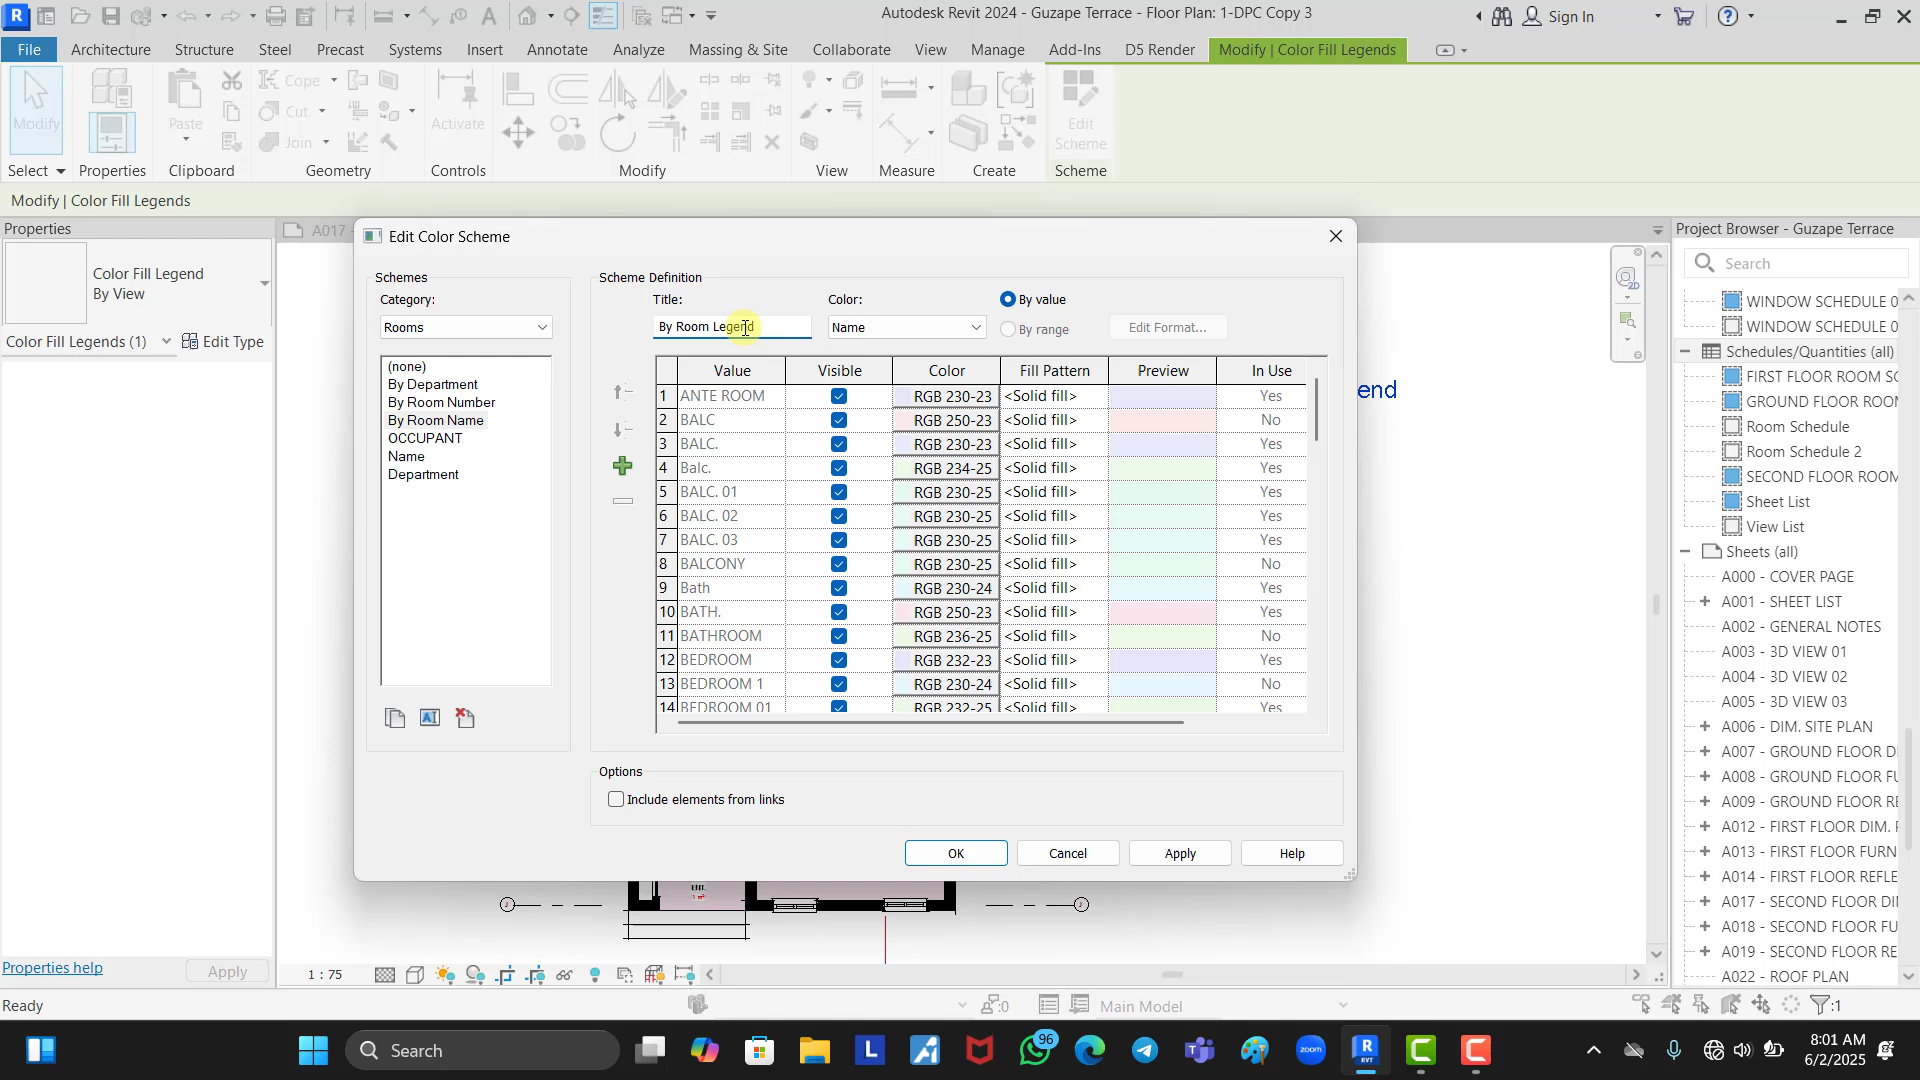 Autodesk Revit 2024 - Guzape Terrace - Floor Plan: 1-DPC Copy 3
Sign In
File Architecture Structure Steel Precast Systems Insert Annotate Analyze Massing & Site Collaborate View Manage Add-Ins D5 Render Modify | Color Fill Legends
Modify Paste Cope Cut Join Activate Edit Scheme
Select Properties Clipboard Geometry Controls Modify View Measure Create Scheme
Modify | Color Fill Legends
Properties
Color Fill Legend
By View
Color Fill Legends (1) Edit Type
Properties help Apply
A017 -
Edit Color Scheme
Schemes
Category:
Rooms
(none)
By Department
By Room Number
By Room Name
OCCUPANT
Name
Department
Scheme Definition
Title: Color: By value
By Room Legend Name By range Edit Format...
Value Visible Color Fill Pattern Preview In Use
1 ANTE ROOM RGB 230-23 <Solid fill> Yes
2 BALC RGB 250-23 <Solid fill> No
3 BALC. RGB 230-23 <Solid fill> Yes
4 Balc. RGB 234-25 <Solid fill> Yes
5 BALC. 01 RGB 230-25 <Solid fill> Yes
6 BALC. 02 RGB 230-25 <Solid fill> Yes
7 BALC. 03 RGB 230-25 <Solid fill> Yes
8 BALCONY RGB 230-25 <Solid fill> No
9 Bath RGB 230-24 <Solid fill> Yes
10 BATH. RGB 250-23 <Solid fill> Yes
11 BATHROOM RGB 236-25 <Solid fill> No
12 BEDROOM RGB 232-23 <Solid fill> Yes
13 BEDROOM 1 RGB 230-24 <Solid fill> No
14 BEDROOM 01 RGB 232-25 <Solid fill> Yes
Options
Include elements from links
OK Cancel Apply Help
end
2D
ENT.
Project Browser - Guzape Terrace
Search
WINDOW SCHEDULE 0
WINDOW SCHEDULE 0
Schedules/Quantities (all)
FIRST FLOOR ROOM SC
GROUND FLOOR ROOM
Room Schedule
Room Schedule 2
SECOND FLOOR ROOM
Sheet List
View List
Sheets (all)
A000 - COVER PAGE
A001 - SHEET LIST
A002 - GENERAL NOTES
A003 - 3D VIEW 01
A004 - 3D VIEW 02
A005 - 3D VIEW 03
A006 - DIM. SITE PLAN
A007 - GROUND FLOOR D
A008 - GROUND FLOOR FU
A009 - GROUND FLOOR RE
A012 - FIRST FLOOR DIM. P
A013 - FIRST FLOOR FURN
A014 - FIRST FLOOR REFLE
A017 - SECOND FLOOR DI
A018 - SECOND FLOOR FU
A019 - SECOND FLOOR RE
A022 - ROOF PLAN
1 : 75
Ready :0 Main Model :1
Search 96 zoom RVT
8:01 AM
6/2/2025